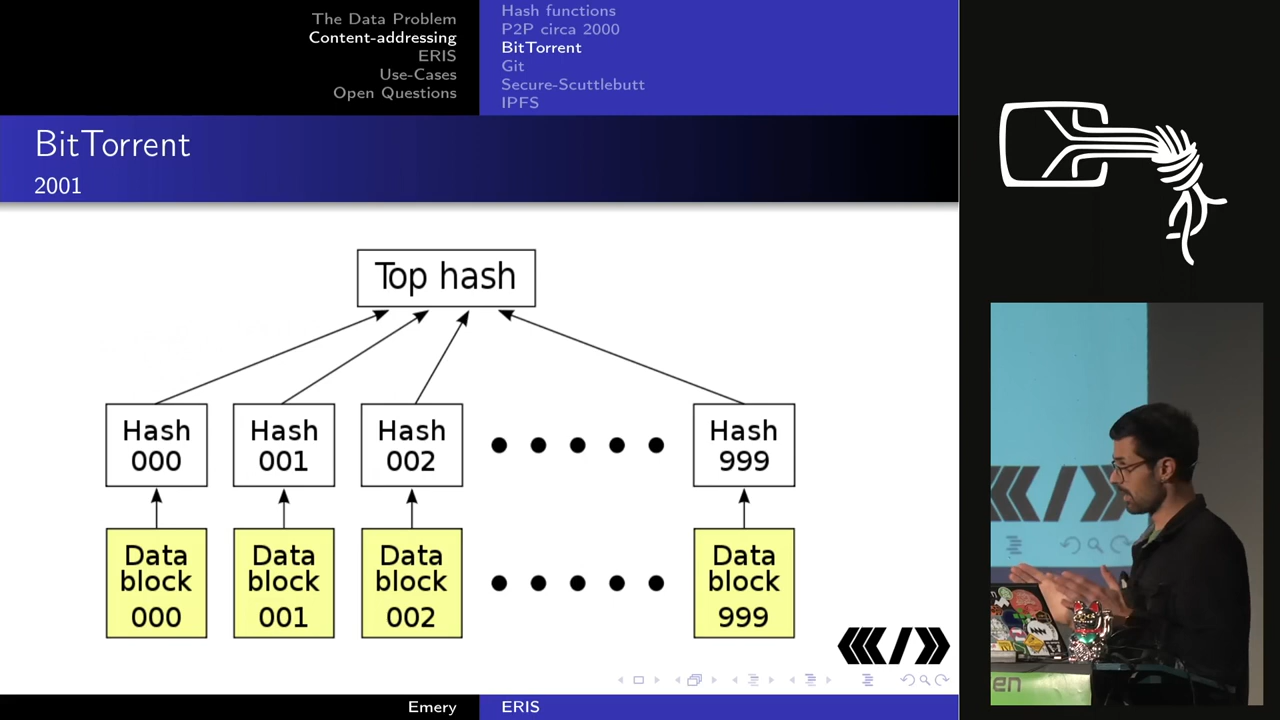 The Data Problem
Content-addressing
ERIS
Use-Cases
Open Questions
Hash functions
P2P circa 2000
BitTorrent
Git
Secure-Scuttlebutt
IPFS
BitTorrent
2001
Top hash
Hash
000
Hash
001
Hash
002
Hash
999
Data
block
000
Data
block
001
Data
block
002
Data
block
999
Emery
ERIS
en